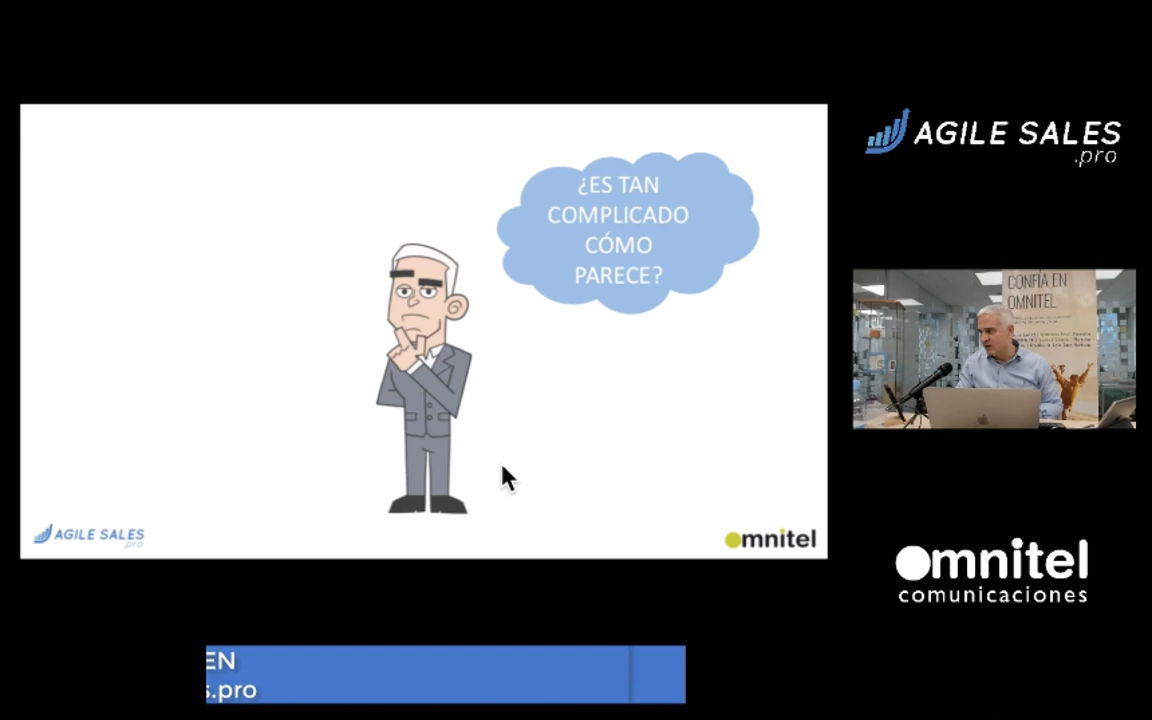 ¿ES TAN
COMPLICADO
CÓMO
PARECE?
AGILE SALES
.pro
omnitel
AGILE SALES
.pro
CONFÍA EN
OMNITEL
omnitel
comunicaciones
EN
s.pro